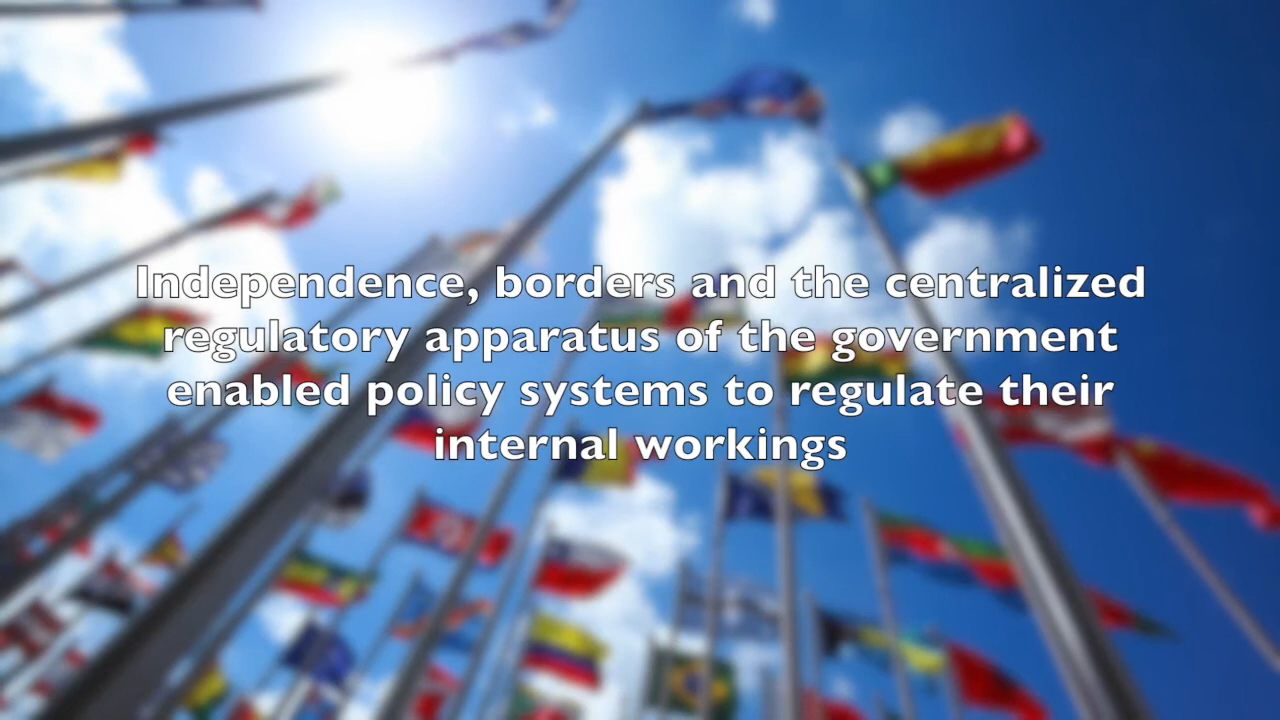 Independence, borders and the centralized
regulatory apparatus of the government
enabled policy systems to regulate their
internal workings